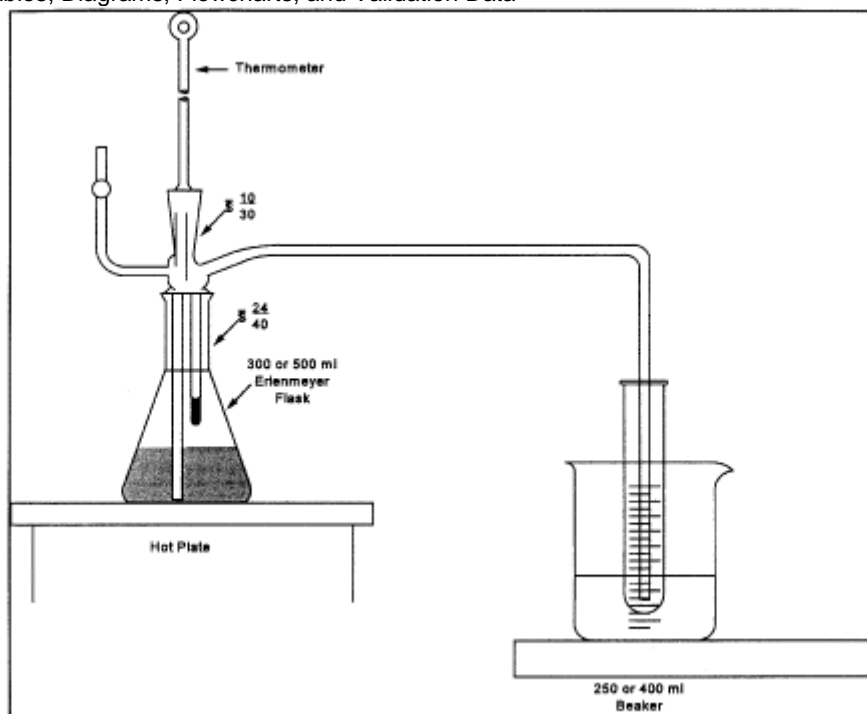 Diagrams, Flowcharts, and Validation Data
Thermometer
10
30
24
40
300 or 500 ml
Erlenmeyer
Flask
Hot Plate
250 or 400 ml
Beaker